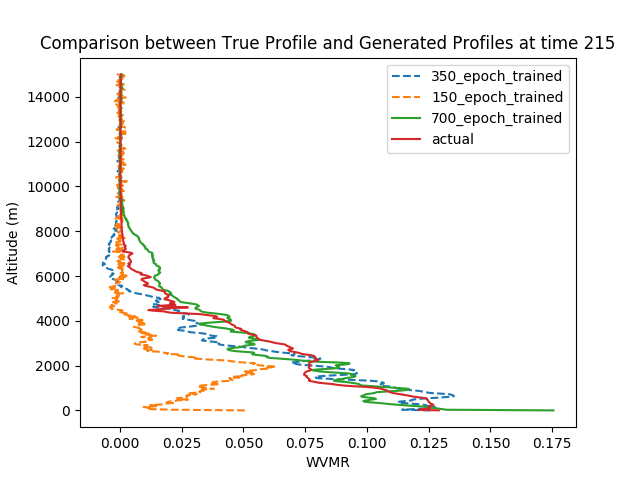 Comparison between True Profile and Generated Profiles at time 215
350_epoch_trained
150_epoch_trained
700_epoch_trained
actual
Altitude (m)
14000
12000
10000
8000
6000
4000
2000
0
0.000 0.025 0.050 0.075 0.100 0.125 0.150 0.175
WVMR